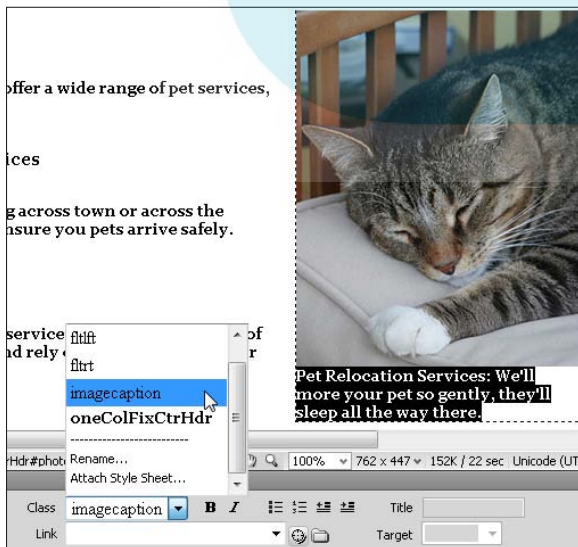 offer a wide range of pet services,
ices
g across town or across the
nsure you pets arrive safely.
service
of
nd rely
r
Pet Relocation Services: We'll
more your pet so gently, they'll
sleep all the way there.
fltlft
fltrt
imagecaption
oneColFixCtrHdr
--------------------------
Rename...
Attach Style Sheet...
rHdr#phot
100%
762 x 447
152K / 22 sec
Unicode (UT
Class
imagecaption
B
I
Title
Link
Target